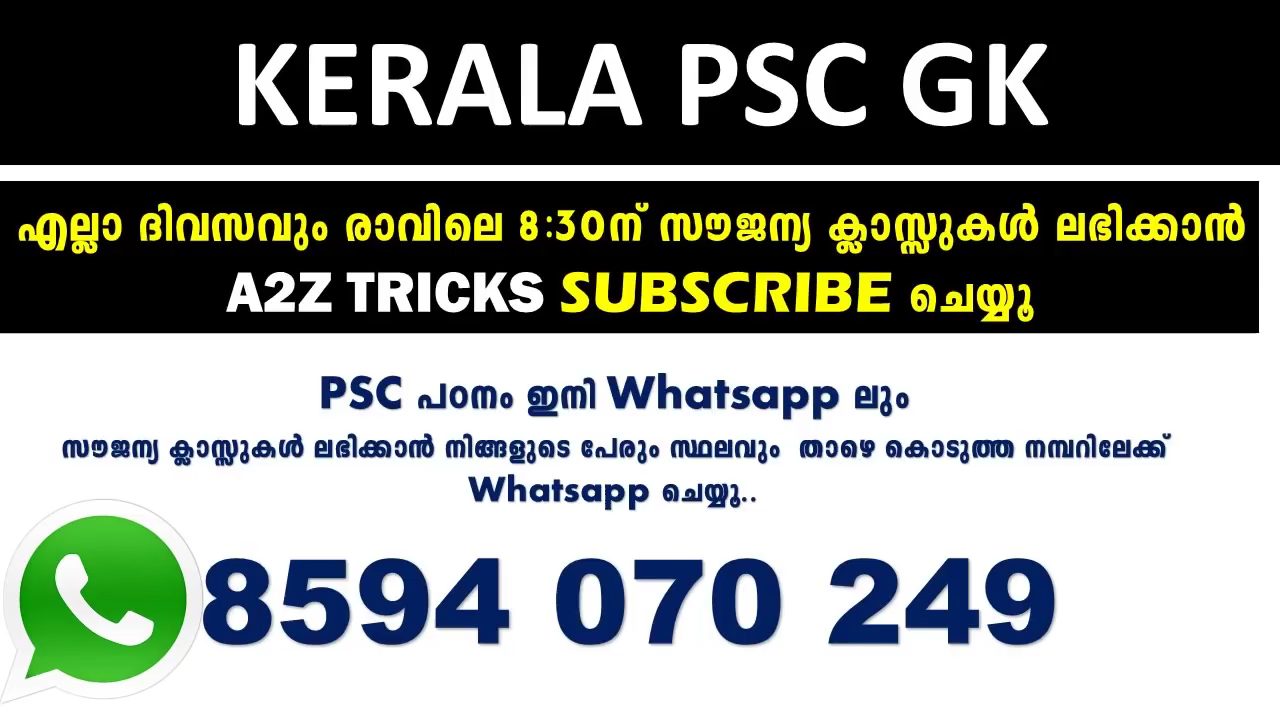 KERALA PSC GK
എല്ലാ ദിവസവും രാവിലെ 8:30ന് സൗജന്യ ക്ലാസ്സുകൾ ലഭിക്കാൻ
A2Z TRICKS SUBSCRIBE ചെയ്യൂ
PSC പഠനം ഇനി Whatsapp ലും
സൗജന്യ ക്ലാസ്സുകൾ ലഭിക്കാൻ നിങ്ങളുടെ പേരും സ്ഥലവും താഴെ കൊടുത്ത നമ്പറിലേക്ക്
Whatsapp ചെയ്യൂ..
8594 070 249